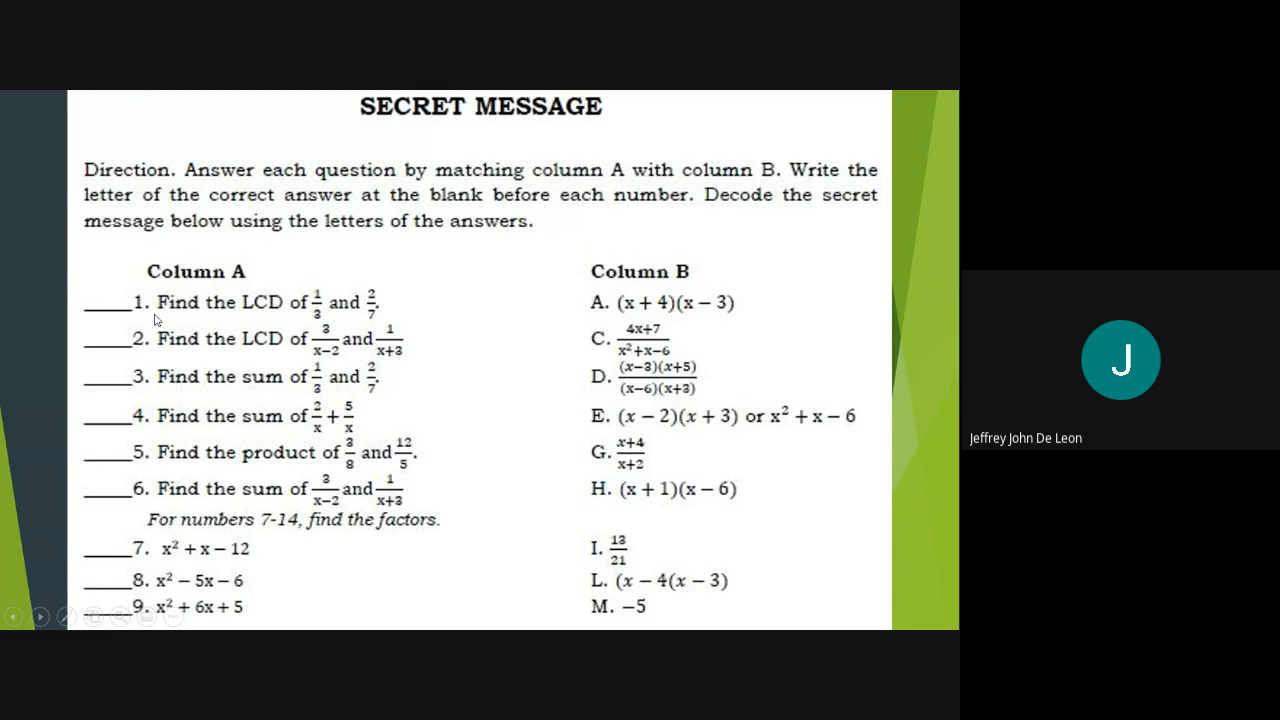 SECRET MESSAGE
Direction. Answer each question by matching column A with column B. Write the
letter of the correct answer at the blank before each number. Decode the secret
message below using the letters of the answers.
Column A
_____1. Find the LCD of 1/3 and 2/7.
_____2. Find the LCD of 3/(x−2) and 1/(x+3)
_____3. Find the sum of 1/3 and 2/7.
_____4. Find the sum of 2/x + 5/x
_____5. Find the product of 3/8 and 12/5.
_____6. Find the sum of 3/(x−2) and 1/(x+3)
For numbers 7-14, find the factors.
_____7. x² + x − 12
_____8. x² − 5x − 6
_____9. x² + 6x + 5
Column B
A. (x + 4)(x − 3)
C. (4x+7)/(x²+x−6)
D. (x−3)(x+5)/(x−6)(x+3)
E. (x − 2)(x + 3) or x² + x − 6
G. (x+4)/(x+2)
H. (x + 1)(x − 6)
I. 13/21
L. (x − 4(x − 3)
M. −5
J
Jeffrey John De Leon